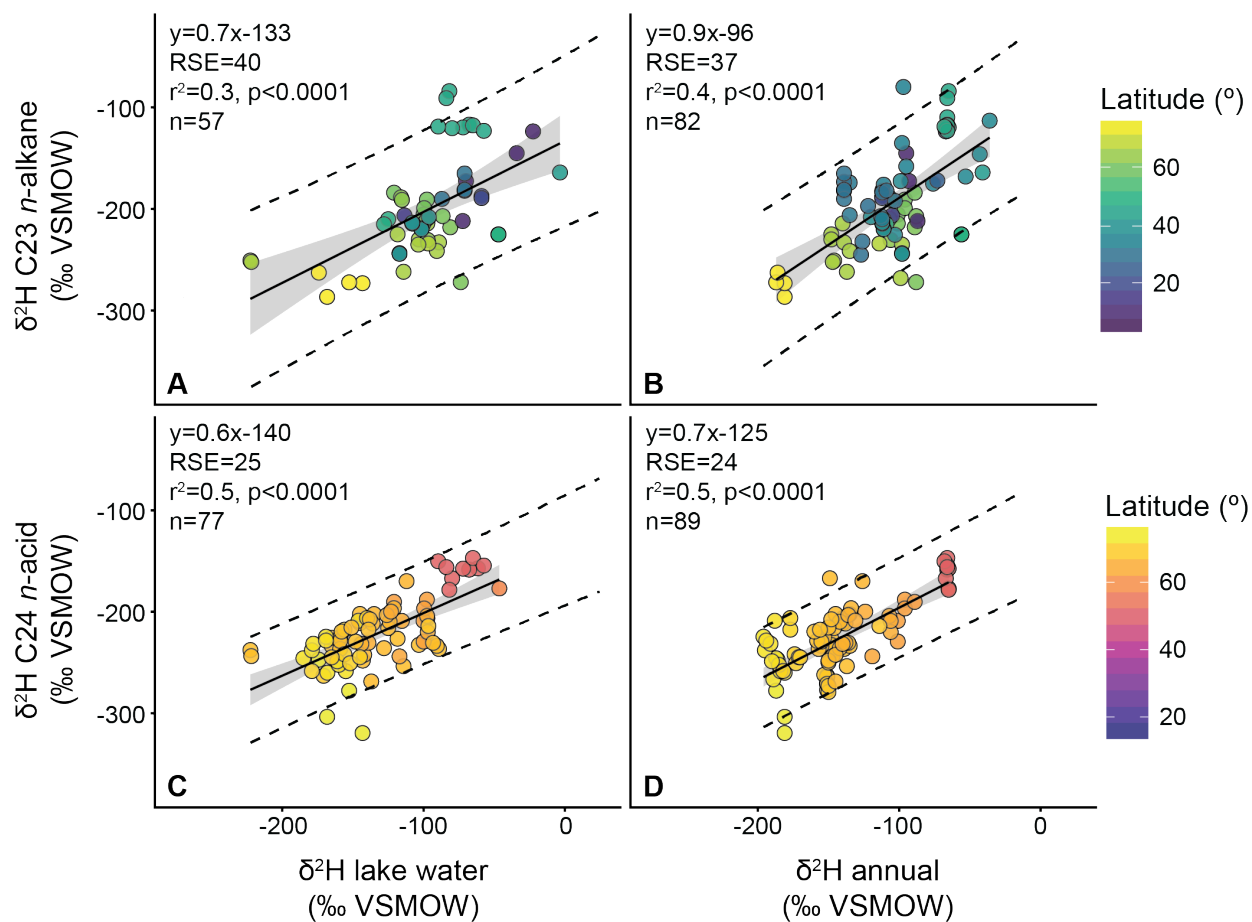 y=0.7x-133
RSE=40
r²=0.3, p<0.0001
n=57
A
y=0.9x-96
RSE=37
r²=0.4, p<0.0001
n=82
B
δ²H C23 n-alkane
(‰ VSMOW)
-100
-200
-300
Latitude (º)
60
40
20
y=0.6x-140
RSE=25
r²=0.5, p<0.0001
n=77
C
y=0.7x-125
RSE=24
r²=0.5, p<0.0001
n=89
D
δ²H C24 n-acid
(‰ VSMOW)
-100
-200
-300
Latitude (º)
60
40
20
-200 -100 0
-200 -100 0
δ²H lake water
(‰ VSMOW)
δ²H annual
(‰ VSMOW)